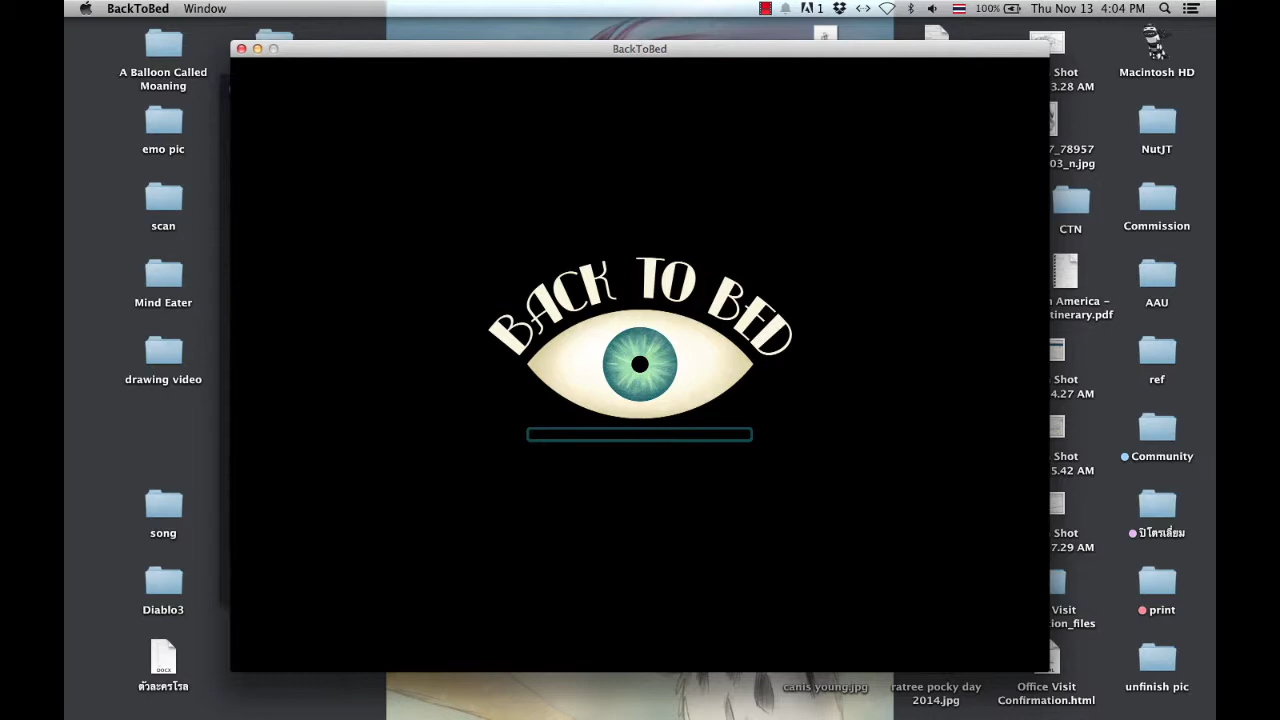 BackToBed Window
1 100% Thu Nov 13 4:04 PM
BackToBed
A Balloon Called
Moaning
emo pic
scan
Mind Eater
drawing video
song
Diablo3
DOCX
ตัวละครโรล
BACK TO BED
Shot
3.28 AM
7_78957
03_n.jpg
CTN
n America –
tinerary.pdf
Shot
4.27 AM
Shot
5.42 AM
Shot
7.29 AM
Visit
ion_files
canis young.jpg
ratree pocky day
2014.jpg
Office Visit
Confirmation.html
Macintosh HD
NutJT
Commission
AAU
ref
Community
ปิโตรเลี่ยม
print
unfinish pic